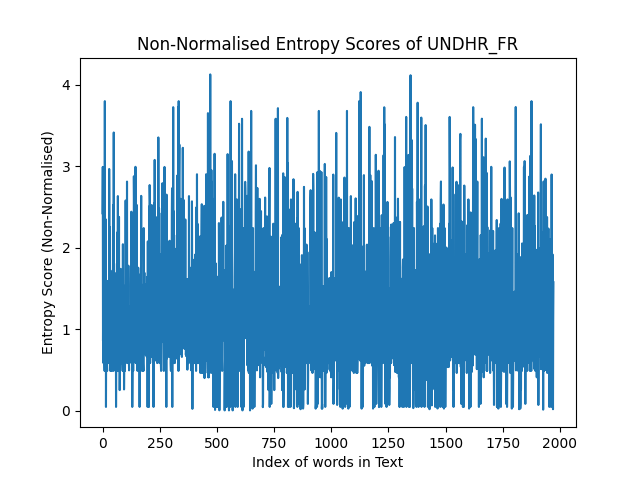 Non-Normalised Entropy Scores of UNDHR_FR
Entropy Score (Non-Normalised)
4
3
2
1
0
0 250 500 750 1000 1250 1500 1750 2000
Index of words in Text